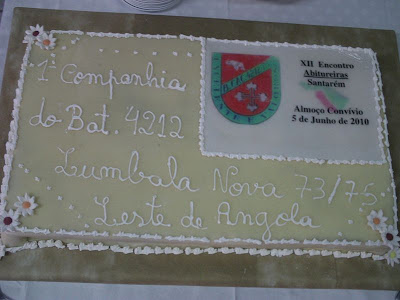 1ª Companhia
do Bat. 4212
Lumbala Nova 73/75
Leste de Angola
XII Encontro
Abitureiras
Santarém
Almoço Convívio
5 de Junho de 2010